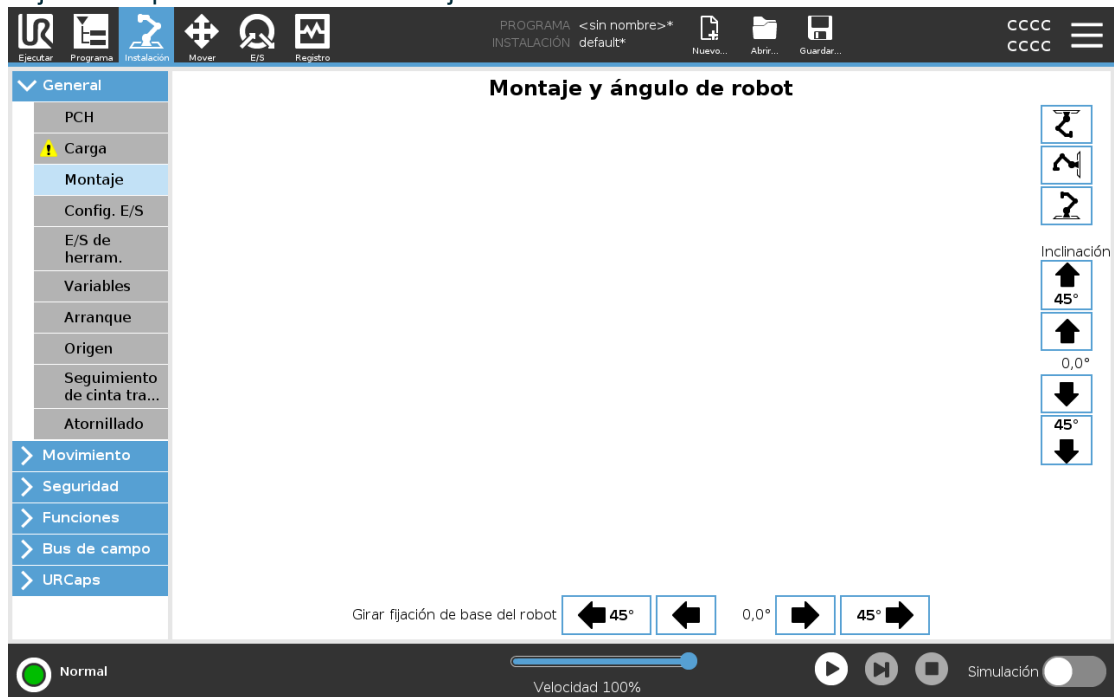 PROGRAMA <sin nombre>*
INSTALACIÓN default*
UR
Ejecutar Programa Instalación Mover E/S Registro
Nuevo... Abrir... Guardar...
CCCC
CCCC
General
PCH
Carga
Montaje
Config. E/S
E/S de
herram.
Variables
Arranque
Origen
Seguimiento
de cinta tra...
Atornillado
Movimiento
Seguridad
Funciones
Bus de campo
URCaps
Montaje y ángulo de robot
Inclinación
45°
0,0°
45°
Girar fijación de base del robot 45° 0,0° 45°
Normal
Velocidad 100%
Simulación